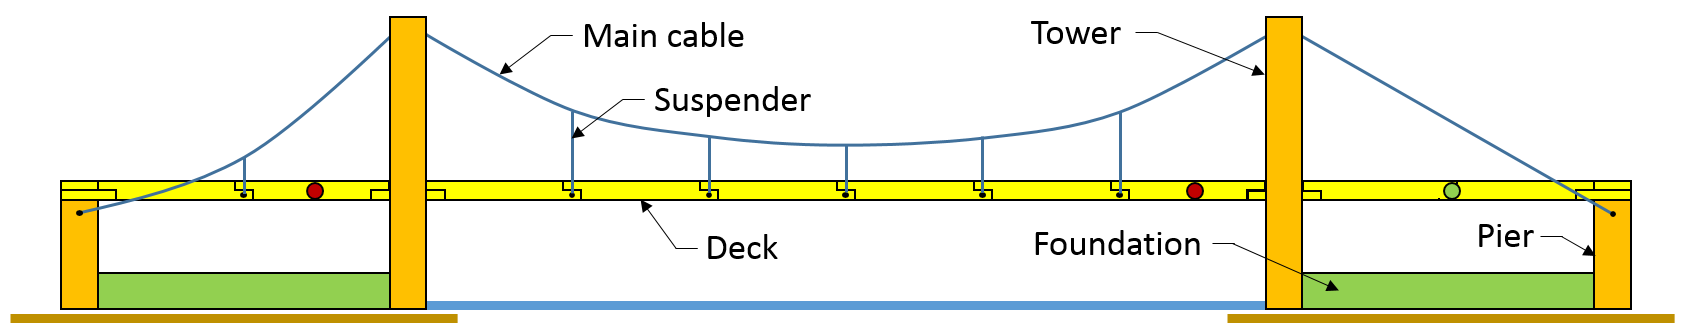 Main cable
Tower
Suspender
Deck
Foundation
Pier